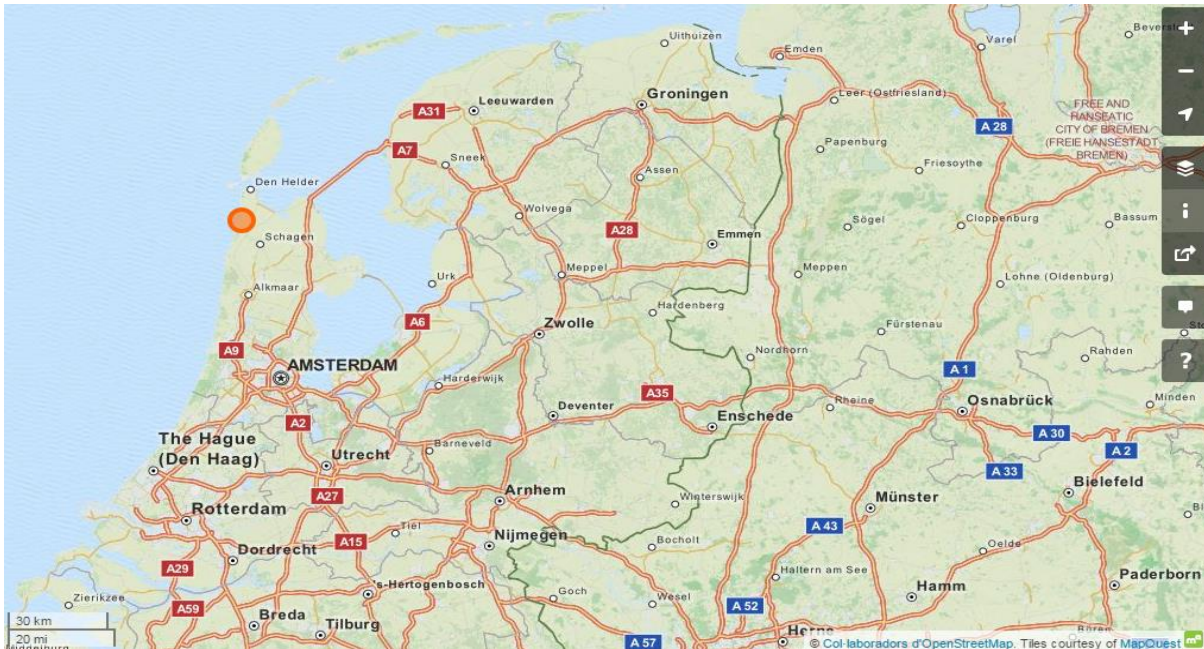 Uithuizen
Emden
Varel
Groningen
Leer (Ostfriesland)
A31
Leeuwarden
FREE AND
HANSEATIC
CITY OF BREMEN
(FREIE HANSESTADT
BREMEN)
A 28
A7
Sneek
Papenburg
Friesoythe
Assen
Den Helder
Wolvega
Sögel
Cloppenburg
Bassum
A28
Emmen
Schagen
Meppel
Meppen
Lohne (Oldenburg)
Urk
Alkmaar
Hardenberg
A6
Zwolle
Fürstenau
A9
Nordhorn
Rahden
AMSTERDAM
A 1
Harderwijk
A35
Rheine
Osnabrück
Minden
Deventer
Enschede
A2
A 30
The Hague
(Den Haag)
Barneveld
A 2
Utrecht
A 33
Bielefeld
A27
Arnhem
Winterswijk
Münster
Rotterdam
A 43
Tiel
A15
Nijmegen
Bocholt
Oelde
Dordrecht
A29
Haltern am See
's-Hertogenbosch
Hamm
Paderborn
Goch
Wesel
Zierikzee
A59
A 52
30 km
Breda
Tilburg
A 57
Herne
Büren
20 mi
Middelburg
© Col·laboradors d'OpenStreetMap. Tiles courtesy of MapQuest
+
−
i
?